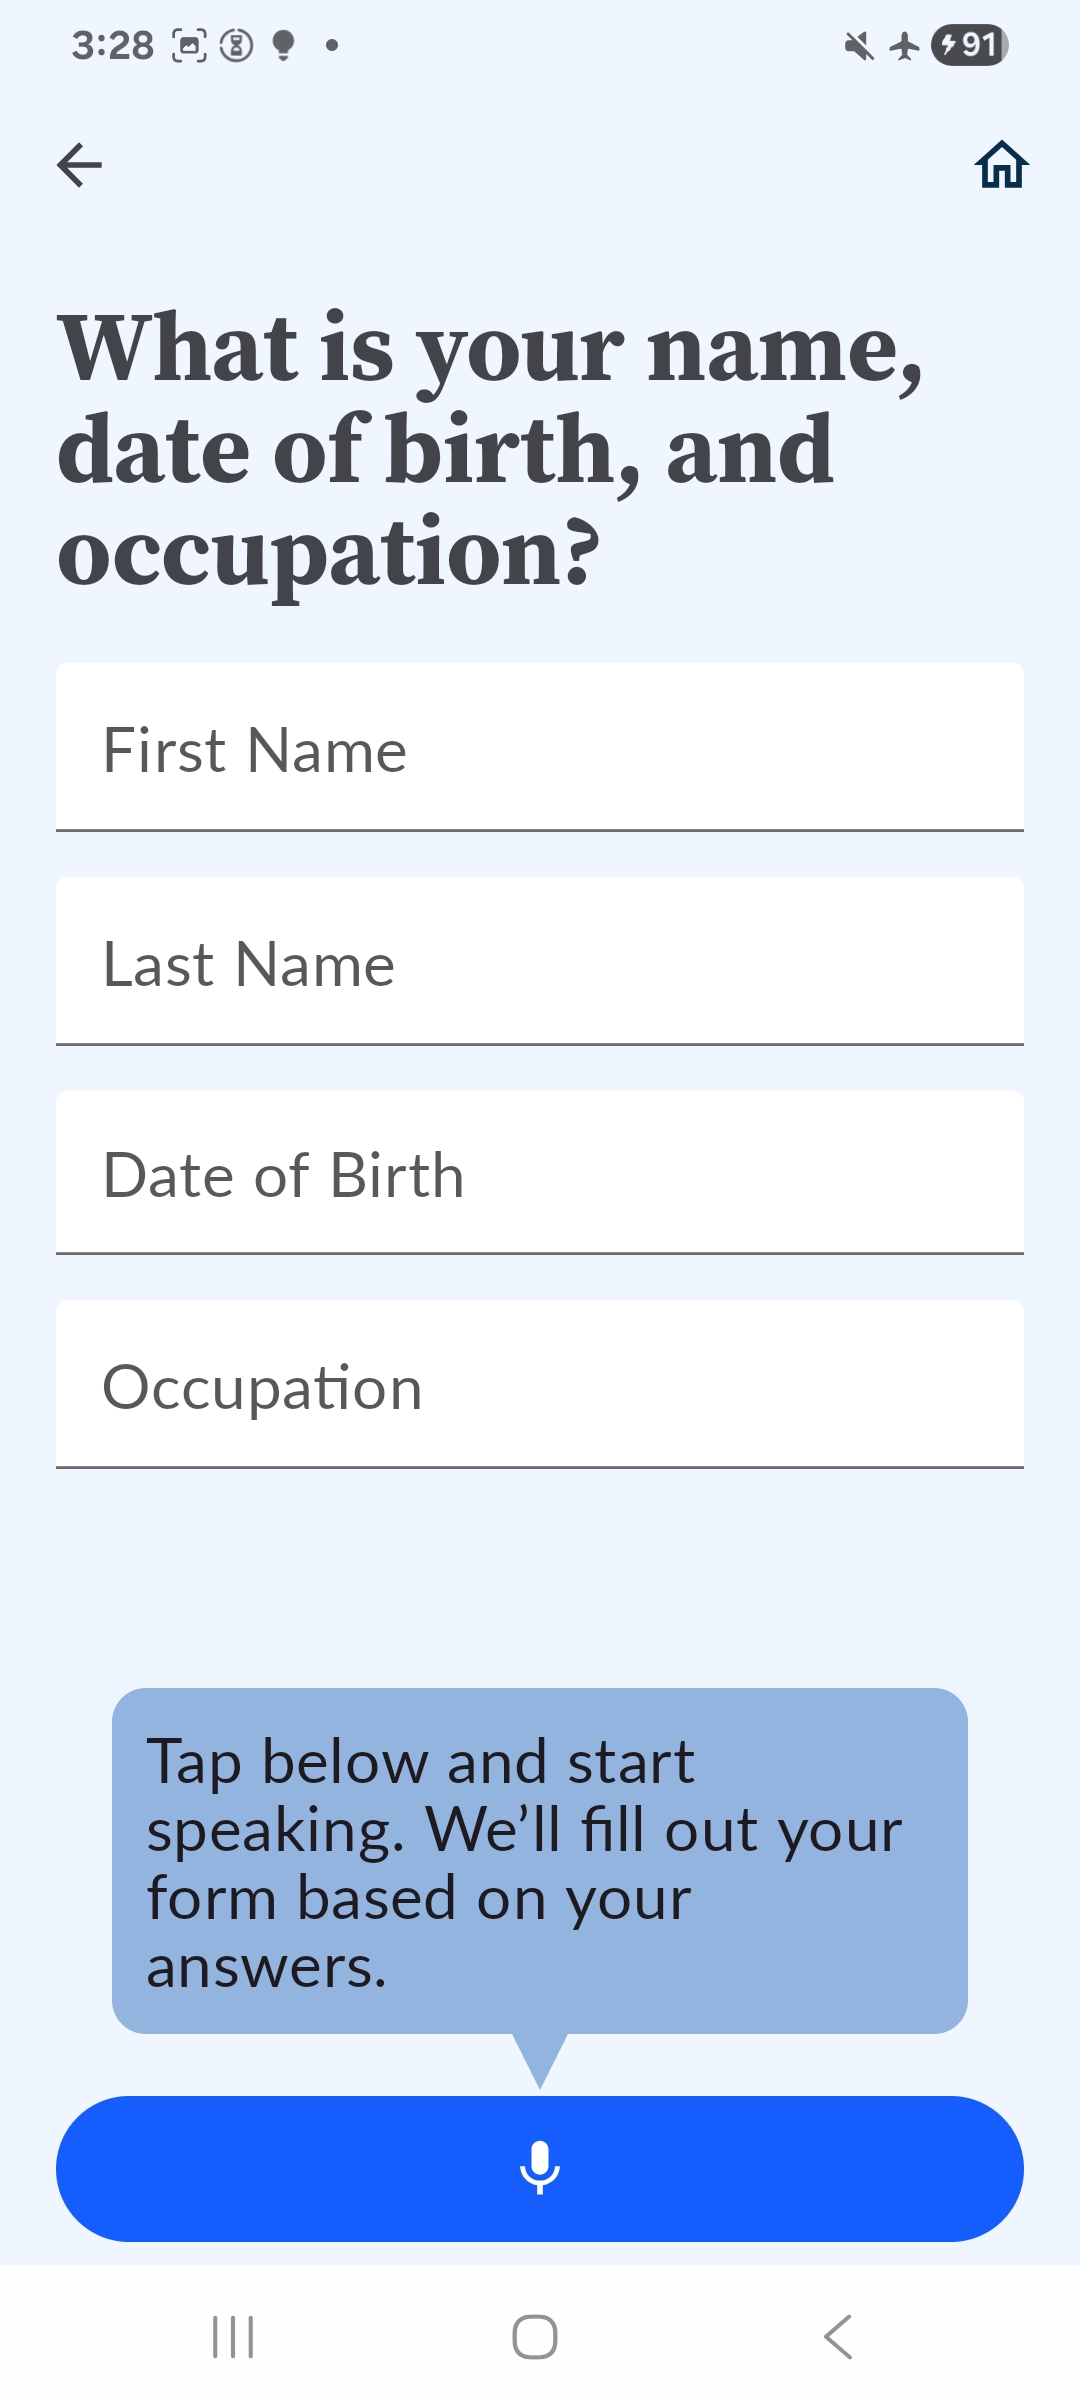 3:28
91
What is your name,
date of birth, and
occupation?
First Name
Last Name
Date of Birth
Occupation
Tap below and start
speaking. We’ll fill out your
form based on your
answers.